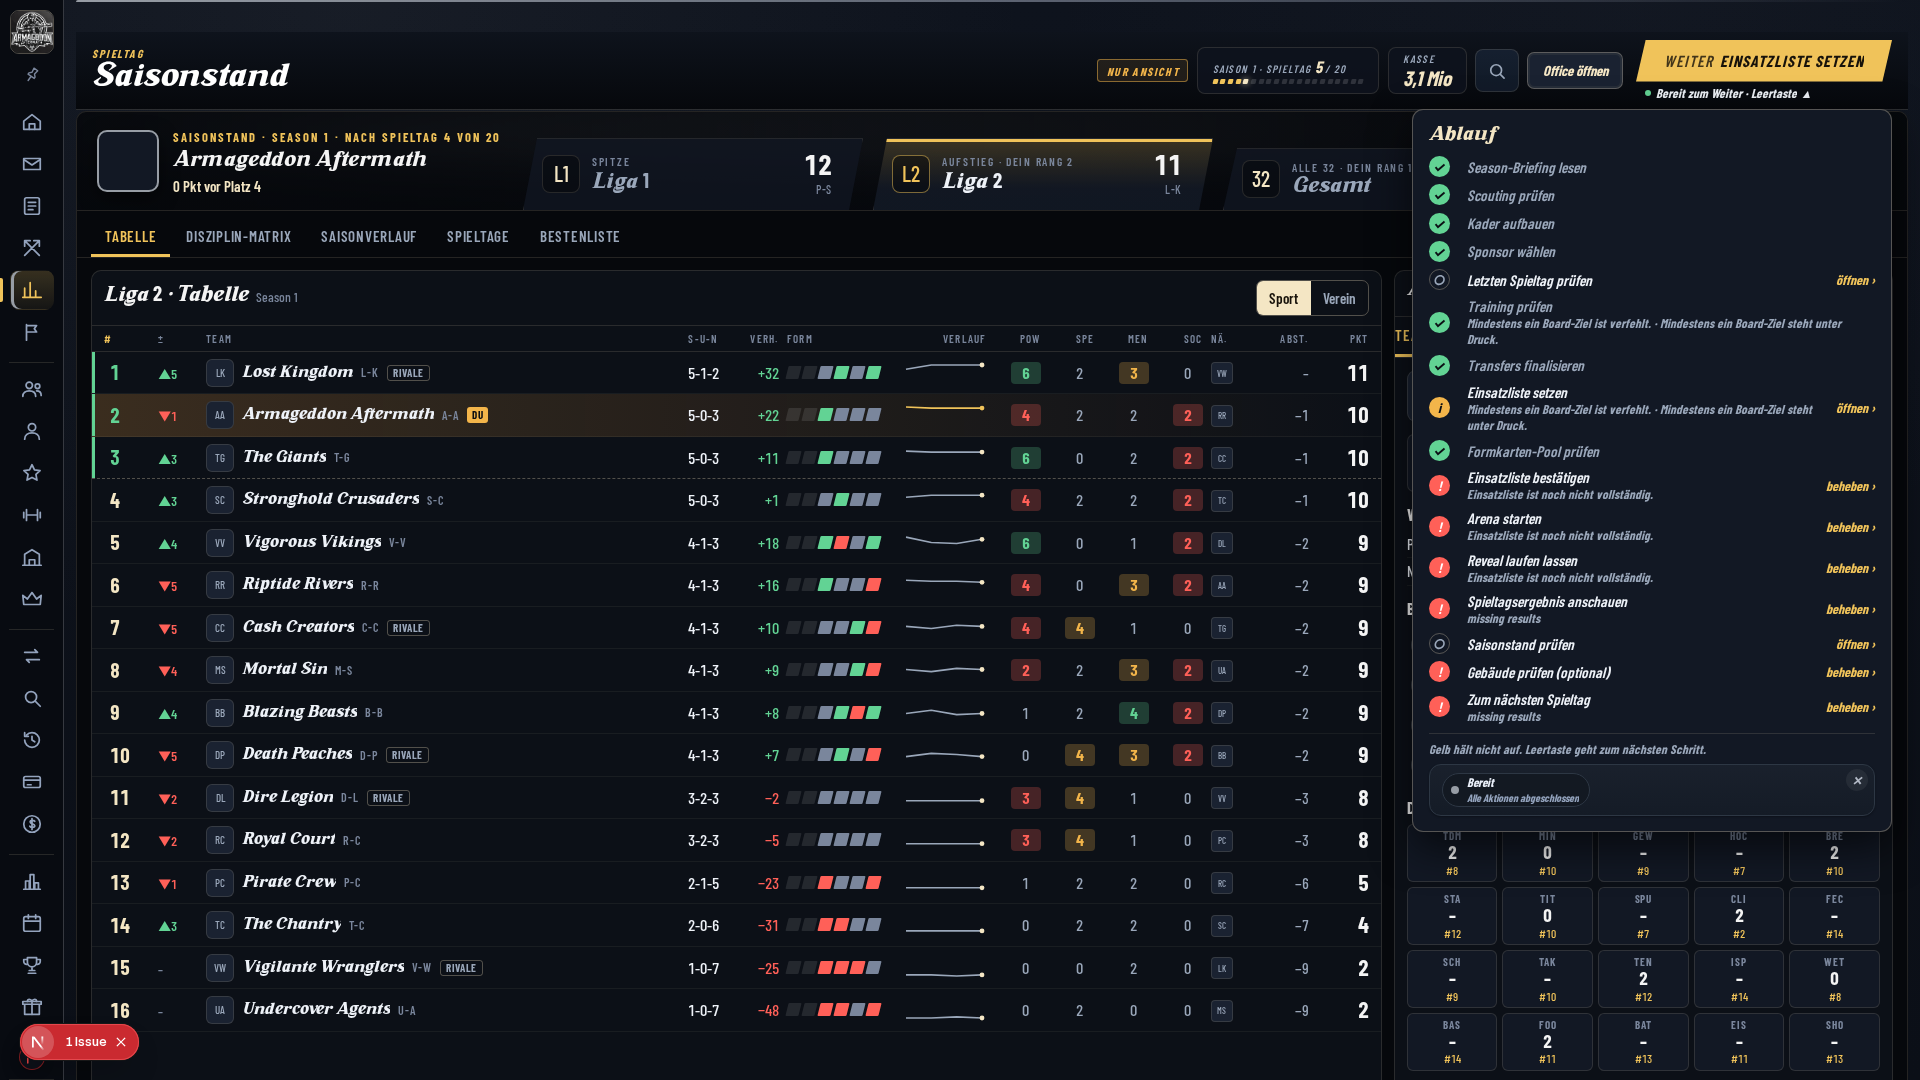 ARMAGEDDON
SPIELTAG
Saisonstand
NUR ANSICHT
SAISON 1 · SPIELTAG 5 / 20
KASSE
3,1 Mio
Office öffnen
WEITER EINSATZLISTE SETZEN
Bereit zum Weiter · Leertaste ▲
SAISONSTAND · SEASON 1 · NACH SPIELTAG 4 VON 20
Armageddon Aftermath
0 Pkt vor Platz 4
L1
SPITZE
Liga 1
12
P-S
L2
AUFSTIEG · DEIN RANG 2
Liga 2
11
L-K
32
ALLE 32 · DEIN RANG 1
Gesamt
TABELLE
DISZIPLIN-MATRIX
SAISONVERLAUF
SPIELTAGE
BESTENLISTE
Liga 2 · Tabelle Season 1
Sport
Verein
# ± TEAM S-U-N VERH. FORM VERLAUF POW SPE MEN SOC NÄ. ABST. PKT
1 ▲5 LK Lost Kingdom L-K RIVALE 5-1-2 +32 6 2 3 0 VW – 11
2 ▼1 AA Armageddon Aftermath A-A DU 5-0-3 +22 4 2 2 2 RR −1 10
3 ▲3 TG The Giants T-G 5-0-3 +11 6 0 2 2 CC −1 10
4 ▲3 SC Stronghold Crusaders S-C 5-0-3 +1 4 2 2 2 TC −1 10
5 ▲4 VV Vigorous Vikings V-V 4-1-3 +18 6 0 1 2 DL −2 9
6 ▼5 RR Riptide Rivers R-R 4-1-3 +16 4 0 3 2 AA −2 9
7 ▼5 CC Cash Creators C-C RIVALE 4-1-3 +10 4 4 1 0 TG −2 9
8 ▼4 MS Mortal Sin M-S 4-1-3 +9 2 2 3 2 UA −2 9
9 ▲4 BB Blazing Beasts B-B 4-1-3 +8 1 2 4 2 DP −2 9
10 ▼5 DP Death Peaches D-P RIVALE 4-1-3 +7 0 4 3 2 BB −2 9
11 ▼2 DL Dire Legion D-L RIVALE 3-2-3 −2 3 4 1 0 VV −3 8
12 ▼2 RC Royal Court R-C 3-2-3 −5 3 4 1 0 PC −3 8
13 ▼1 PC Pirate Crew P-C 2-1-5 −23 1 2 2 0 RC −6 5
14 ▲3 TC The Chantry T-C 2-0-6 −31 0 2 2 0 SC −7 4
15 – VW Vigilante Wranglers V-W RIVALE 1-0-7 −25 0 0 2 0 LK −9 2
16 – UA Undercover Agents U-A 1-0-7 −48 0 2 0 0 MS −9 2
Ablauf
Season-Briefing lesen
Scouting prüfen
Kader aufbauen
Sponsor wählen
Letzten Spieltag prüfen öffnen ›
Training prüfen
Mindestens ein Board-Ziel ist verfehlt. · Mindestens ein Board-Ziel steht unter
Druck.
Transfers finalisieren
Einsatzliste setzen
Mindestens ein Board-Ziel ist verfehlt. · Mindestens ein Board-Ziel steht öffnen ›
unter Druck.
Formkarten-Pool prüfen
Einsatzliste bestätigen
Einsatzliste ist noch nicht vollständig. beheben ›
Arena starten
Einsatzliste ist noch nicht vollständig. beheben ›
Reveal laufen lassen
Einsatzliste ist noch nicht vollständig. beheben ›
Spieltagsergebnis anschauen
missing results beheben ›
Saisonstand prüfen öffnen ›
Gebäude prüfen (optional) beheben ›
Zum nächsten Spieltag
missing results beheben ›
Gelb hält nicht auf. Leertaste geht zum nächsten Schritt.
Bereit
Alle Aktionen abgeschlossen
TDM MIN GEW HOC BRE
2 0 – – 2
#8 #10 #9 #7 #10
STA TIT SPU CLI FEC
– 0 – 2 –
#12 #10 #7 #2 #14
SCH TAK TEN ISP WET
– – 2 – 0
#9 #10 #12 #14 #8
BAS FOO BAT EIS SHO
– 2 – – –
#14 #11 #13 #11 #13
N 1 Issue